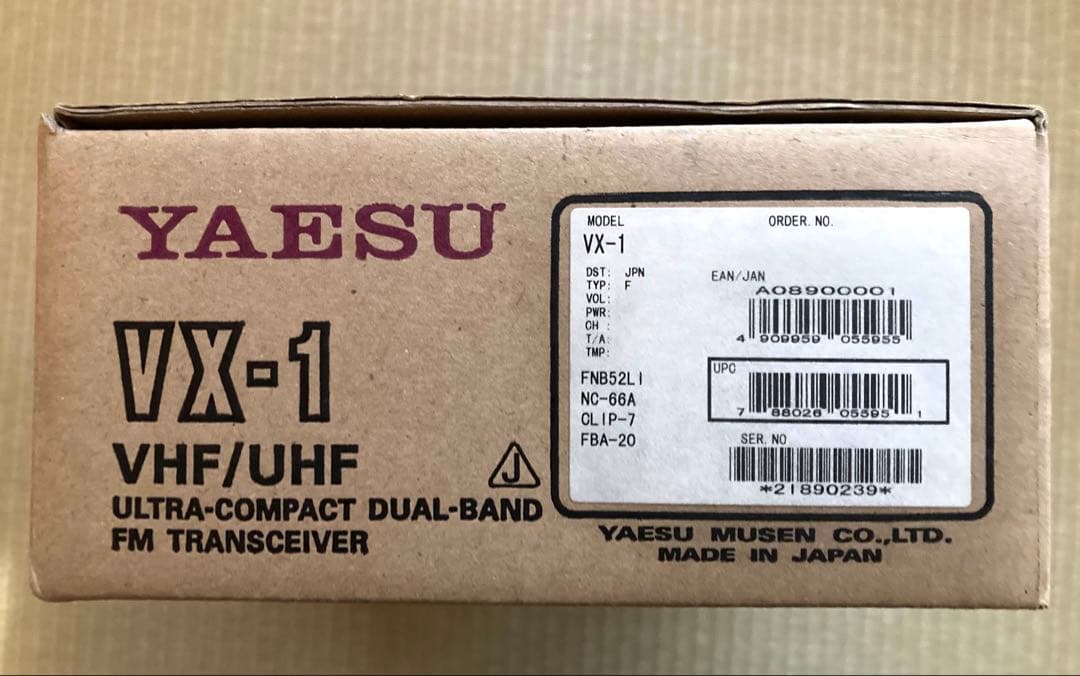 YAESU
VX-1
VHF/UHF
J
ULTRA-COMPACT DUAL-BAND
FM TRANSCEIVER
MODEL
VX-1
ORDER. NO.
DST: JPN
TYP: F
VOL:
PWR:
CH :
T/A:
TMP:
FNB52LI
NC-66A
CLIP-7
FBA-20
EAN/JAN
A08900001
4 909959 055955
UPC
7 88026 05595 1
SER. NO
*21890239*
YAESU MUSEN CO.,LTD.
MADE IN JAPAN